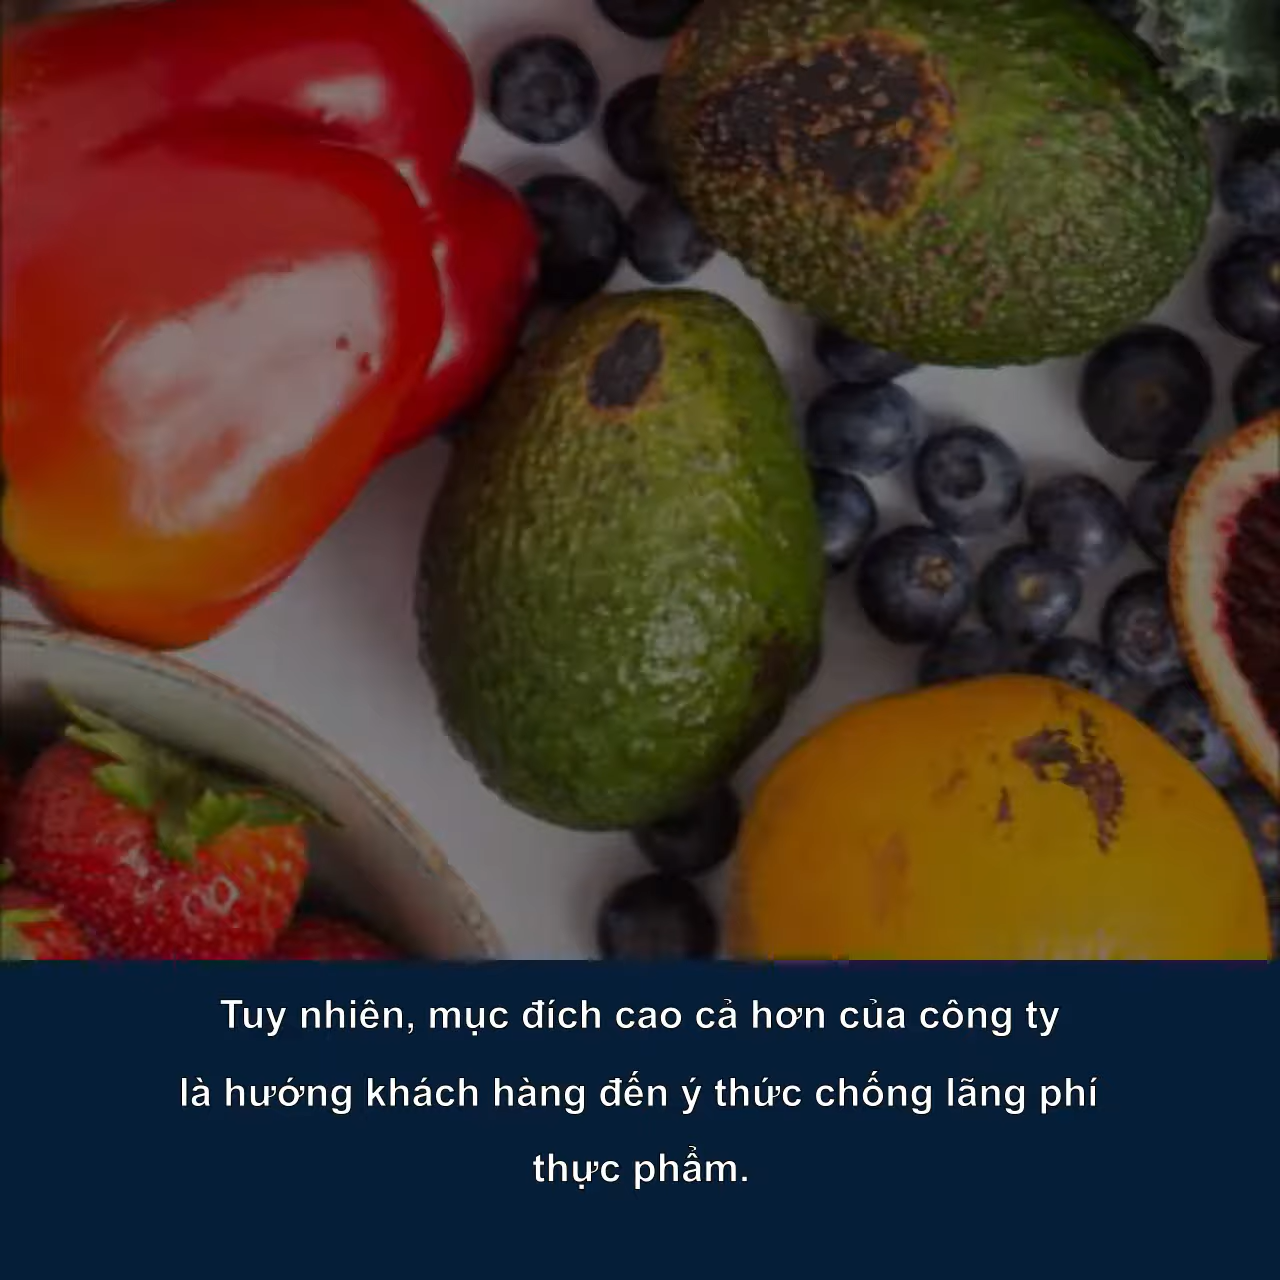 Tuy nhiên, mục đích cao cả hơn của công ty
là hướng khách hàng đến ý thức chống lãng phí
thực phẩm.